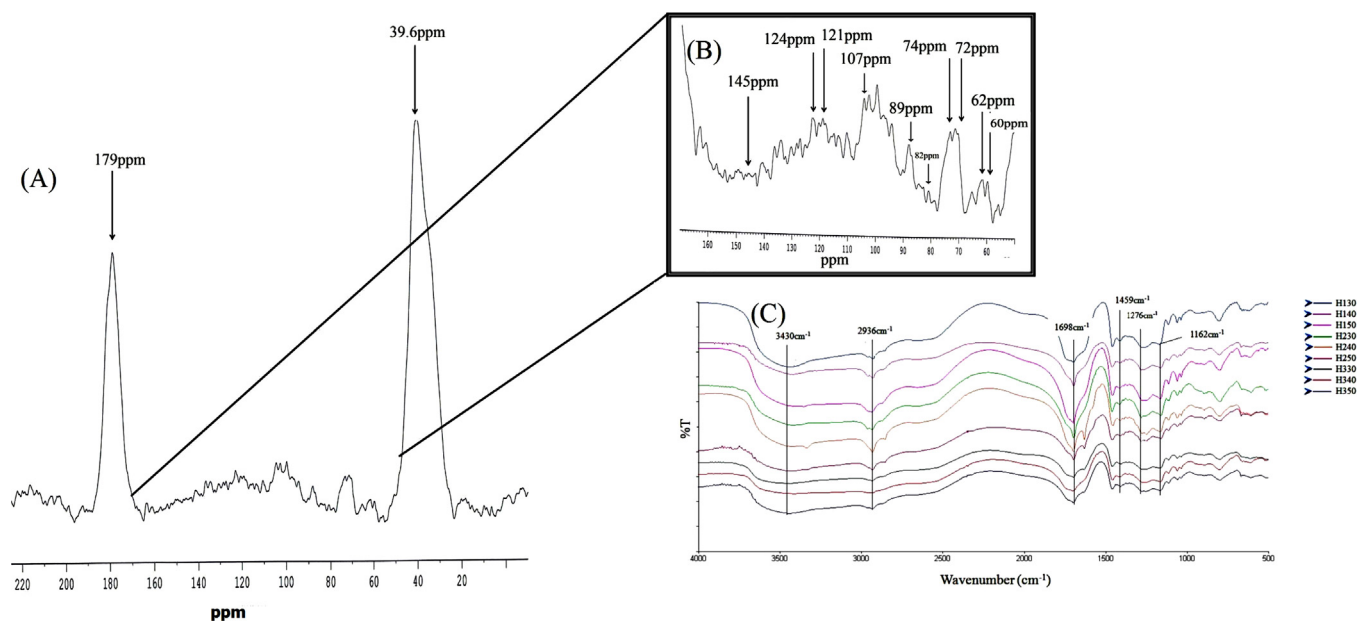 (A)
179ppm
39.6ppm
220 200 180 160 140 120 100 80 60 40 20
ppm
(B)
145ppm
124ppm
121ppm
107ppm
89ppm
82ppm
74ppm
72ppm
62ppm
60ppm
160 150 140 130 120 110 100 90 80 70 60
ppm
(C)
3430cm-1
2936cm-1
1698cm-1
1459cm-1
1276cm-1
1162cm-1
%T
4000 3500 3000 2500 2000 1500 1000 500
Wavenumber (cm-1)
H130
H140
H150
H230
H240
H250
H330
H340
H350